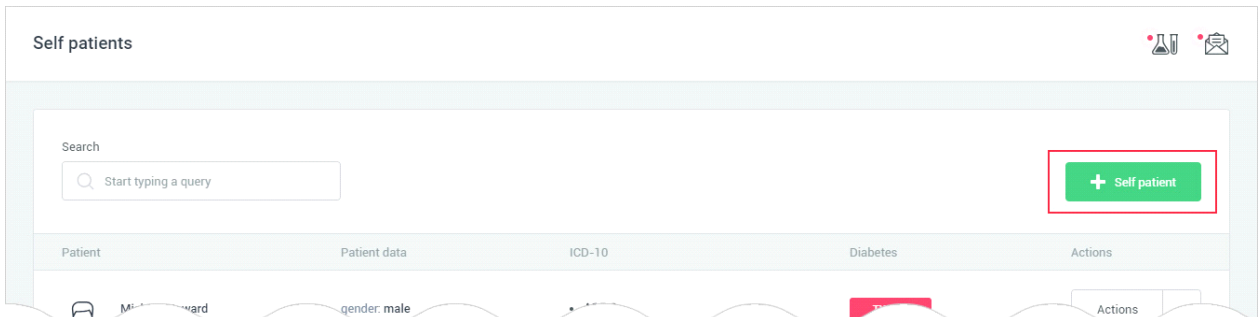 Self patients
Search
Start typing a query
Self patient
Patient Patient data ICD-10 Diabetes Actions
gender: male Actions